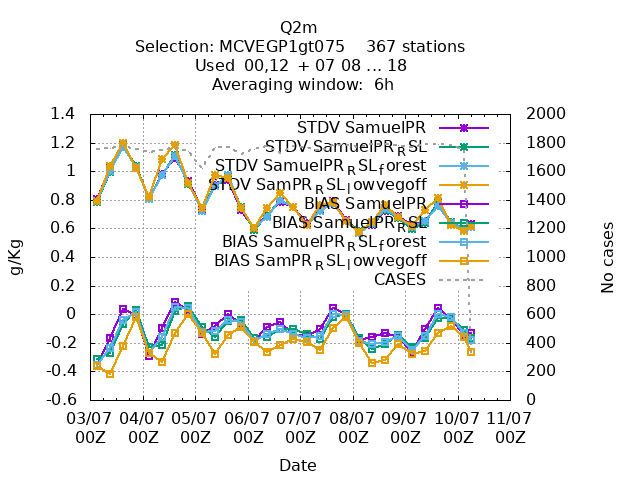 Q2m
Selection: MCVEGP1gt075 367 stations
Used 00,12 + 07 08 ... 18
Averaging window: 6h
g/Kg
No cases
1.4
1.2
1
0.8
0.6
0.4
0.2
0
-0.2
-0.4
-0.6
2000
1800
1600
1400
1200
1000
800
600
400
200
0
STDV SamuelPR
STDV SamuelPR_RSL
STDV SamuelPR_RSL_forest
STDV SamPR_RSL_lowvegoff
BIAS SamuelPR
BIAS SamuelPR_RSL
BIAS SamuelPR_RSL_forest
BIAS SamPR_RSL_lowvegoff
CASES
03/07 04/07 05/07 06/07 07/07 08/07 09/07 10/07 11/07
00Z 00Z 00Z 00Z 00Z 00Z 00Z 00Z 00Z
Date